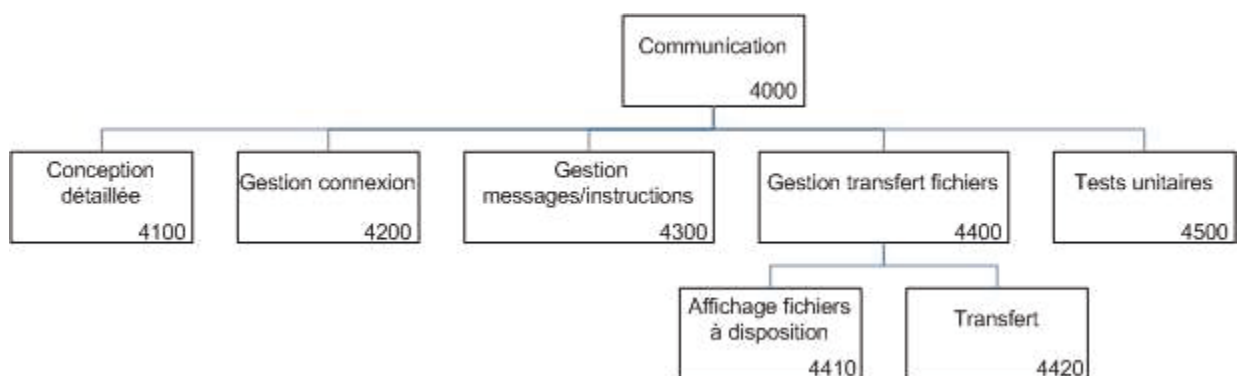 Communication
4000
Conception
détaillée
4100
Gestion connexion
4200
Gestion
messages/instructions
4300
Gestion transfert fichiers
4400
Tests unitaires
4500
Affichage fichiers
à disposition
4410
Transfert
4420